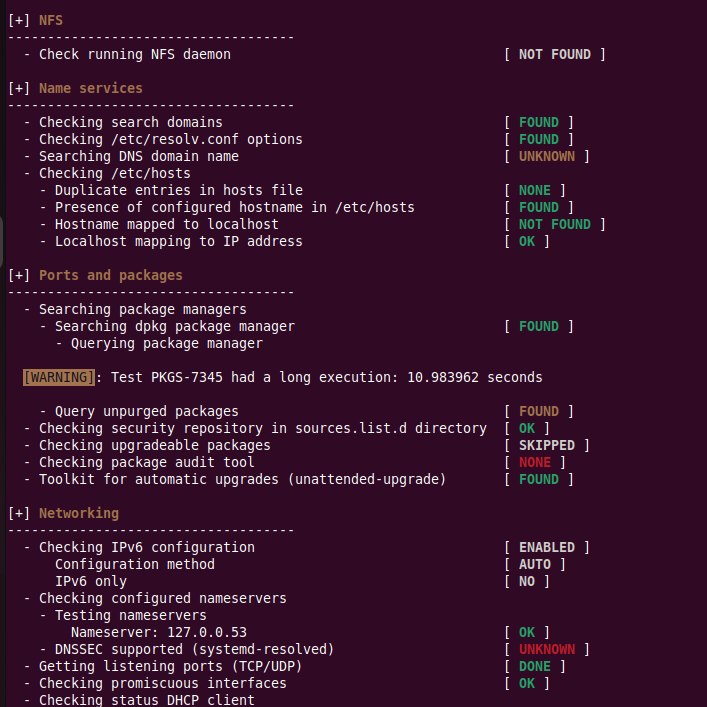 [+] NFS
------------------------------------
  - Check running NFS daemon                                  [ NOT FOUND ]
[+] Name services
------------------------------------
  - Checking search domains                                   [ FOUND ]
  - Checking /etc/resolv.conf options                         [ FOUND ]
  - Searching DNS domain name                                 [ UNKNOWN ]
  - Checking /etc/hosts
    - Duplicate entries in hosts file                         [ NONE ]
    - Presence of configured hostname in /etc/hosts           [ FOUND ]
    - Hostname mapped to localhost                            [ NOT FOUND ]
    - Localhost mapping to IP address                         [ OK ]
[+] Ports and packages
------------------------------------
  - Searching package managers
    - Searching dpkg package manager                          [ FOUND ]
      - Querying package manager
  [WARNING]: Test PKGS-7345 had a long execution: 10.983962 seconds
    - Query unpurged packages                                 [ FOUND ]
  - Checking security repository in sources.list.d directory  [ OK ]
  - Checking upgradeable packages                             [ SKIPPED ]
  - Checking package audit tool                               [ NONE ]
  - Toolkit for automatic upgrades (unattended-upgrade)       [ FOUND ]
[+] Networking
------------------------------------
  - Checking IPv6 configuration                               [ ENABLED ]
      Configuration method                                    [ AUTO ]
      IPv6 only                                               [ NO ]
  - Checking configured nameservers
    - Testing nameservers
        Nameserver: 127.0.0.53                                [ OK ]
    - DNSSEC supported (systemd-resolved)                     [ UNKNOWN ]
  - Getting listening ports (TCP/UDP)                         [ DONE ]
  - Checking promiscuous interfaces                           [ OK ]
  - Checking status DHCP client